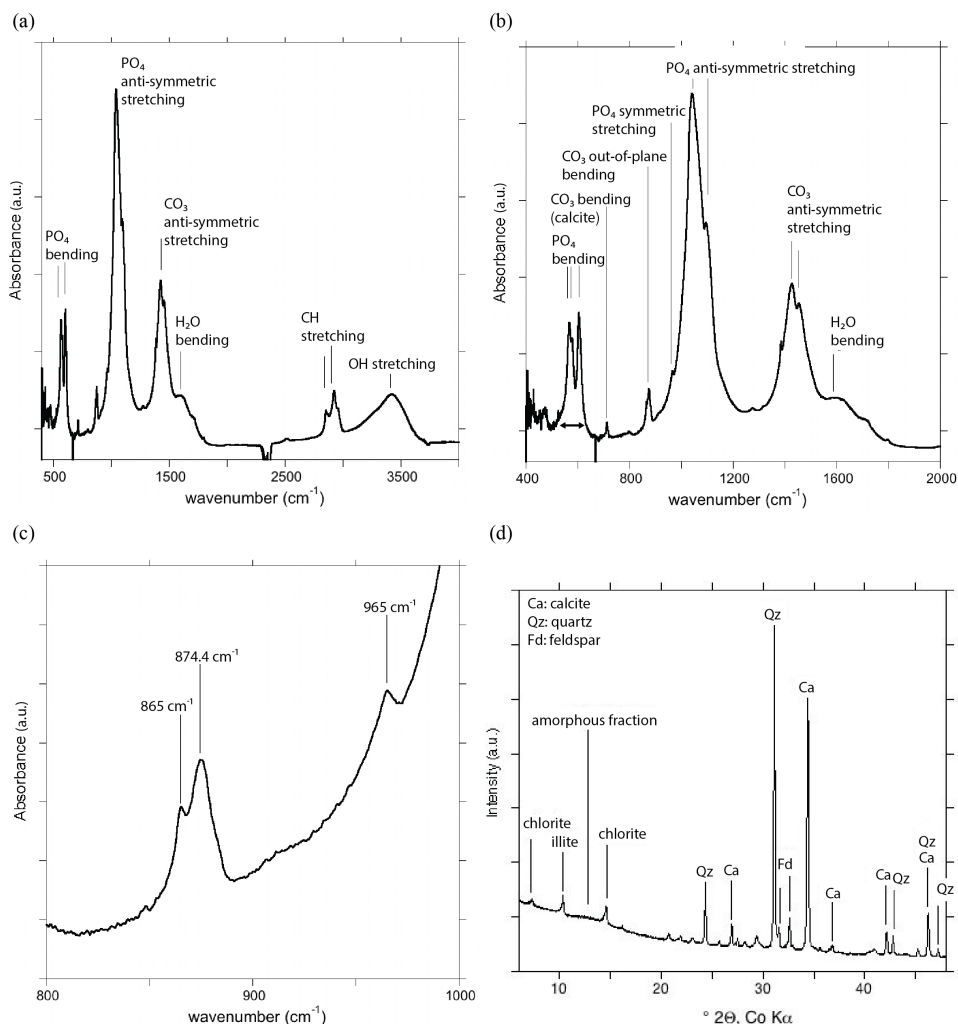 (a)
PO₄
anti-symmetric
stretching
CO₃
anti-symmetric
stretching
PO₄
bending
H₂O
bending
CH
stretching
OH stretching
Absorbance (a.u.)
500
1500
2500
3500
wavenumber (cm⁻¹)
(b)
PO₄ anti-symmetric stretching
PO₄ symmetric
stretching
CO₃ out-of-plane
bending
CO₃ bending
(calcite)
PO₄
bending
CO₃
anti-symmetric
stretching
H₂O
bending
Absorbance (a.u.)
400
800
1200
1600
2000
wavenumber (cm⁻¹)
(c)
965 cm⁻¹
874.4 cm⁻¹
865 cm⁻¹
Absorbance (a.u.)
800
900
1000
wavenumber (cm⁻¹)
(d)
Ca: calcite
Qz: quartz
Fd: feldspar
Qz
Ca
amorphous fraction
chlorite
illite
chlorite
Qz
Ca
Fd
Ca
Ca
Qz
Qz
Ca
Qz
Intensity (a.u.)
10
20
30
40
° 2Θ, Co Kα